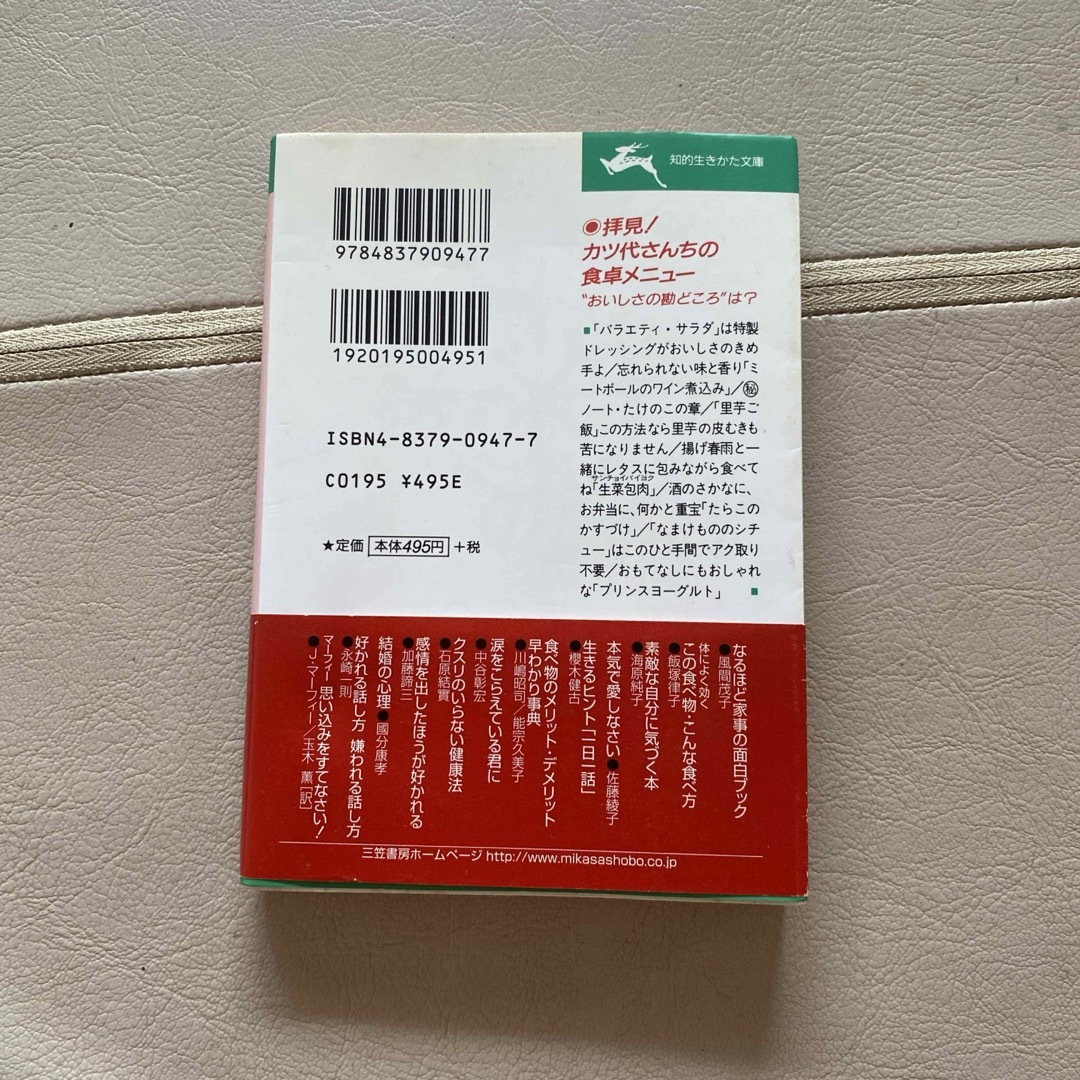 知的生きかた文庫
9784837909477
1920195004951
ISBN4-8379-0947-7
C0195 ¥495E
★定価 本体495円 +税
◉拝見!
カツ代さんちの
食卓メニュー
"おいしさの勘どころ"は?
■「バラエティ・サラダ」は特製
ドレッシングがおいしさのきめ
手よ/忘れられない味と香り「ミ
ートボールのワイン煮込み」/㊙
ノート・たけのこの章/「里芋ご
飯」この方法なら里芋の皮むきも
苦になりません/揚げ春雨と一
緒にレタスに包みながら食べて
サンチョイパイヨク
ね「生菜包肉」/酒のさかなに、
お弁当に、何かと重宝「たらこの
かすづけ」/「なまけもののシチ
ュー」はこのひと手間でアク取り
不要/おもてなしにもおしゃれ
な「プリンスヨーグルト」 ■
なるほど家事の面白ブック
●風間茂子
体によく効く
この食べ物・こんな食べ方
●飯塚律子
素敵な自分に気づく本
●海原純子
本気で愛しなさい●佐藤綾子
生きるヒント「一日一話」
●櫻木健古
食べ物のメリット・デメリット
早わかり事典
●川嶋昭司/能宗久美子
涙をこらえている君に
●中谷彰宏
クスリのいらない健康法
●石原結實
感情を出したほうが好かれる
●加藤諦三
結婚の心理●國分康孝
好かれる話し方 嫌われる話し方
●永崎一則
マーフィー 思い込みをすてなさい!
●J・マーフィー/玉木 薫[訳]
三笠書房ホームページ http://www.mikasashobo.co.jp